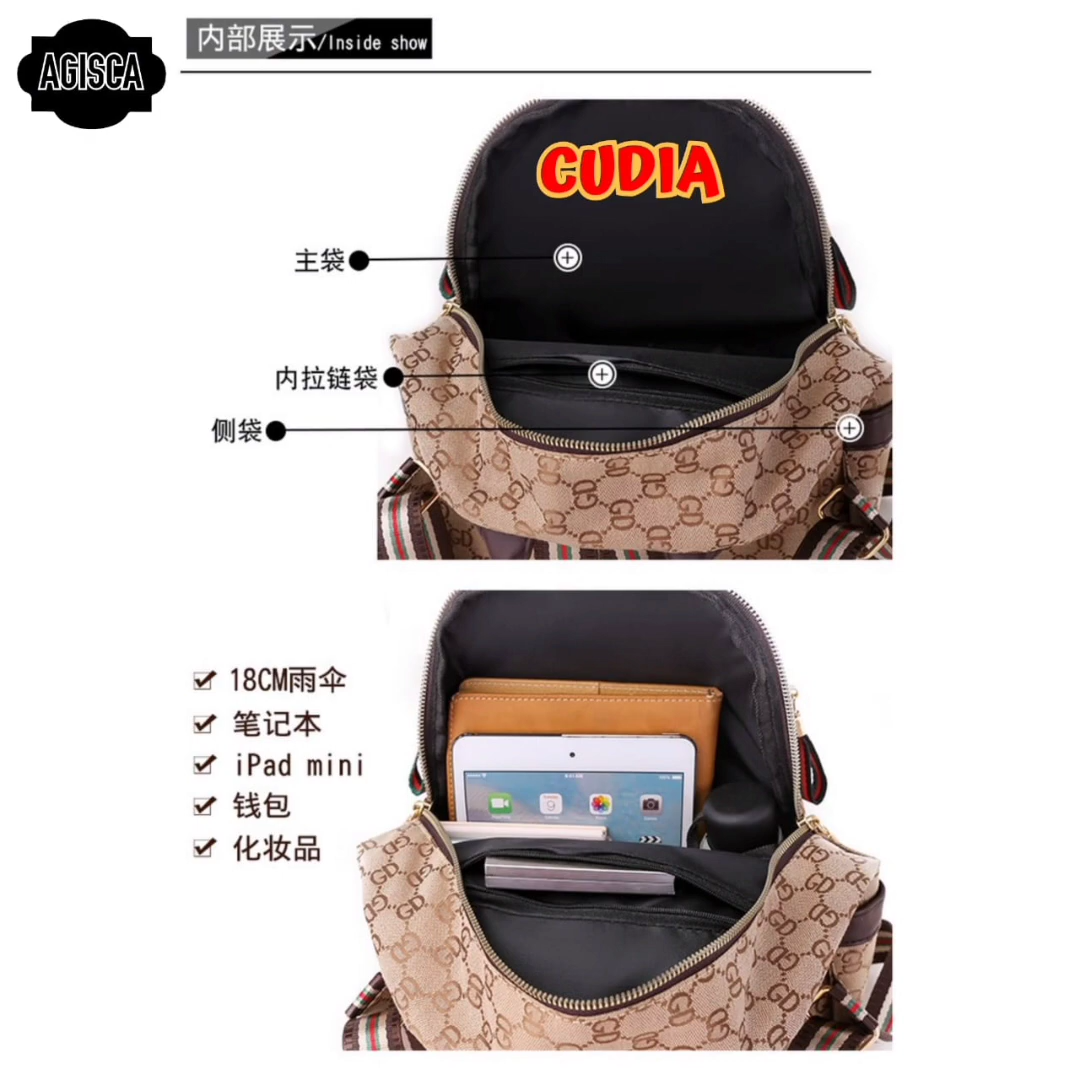 AGISCA
内部展示/Inside show
CUDIA
主袋
内拉链袋
侧袋
18CM雨伞
笔记本
iPad mini
钱包
化妆品